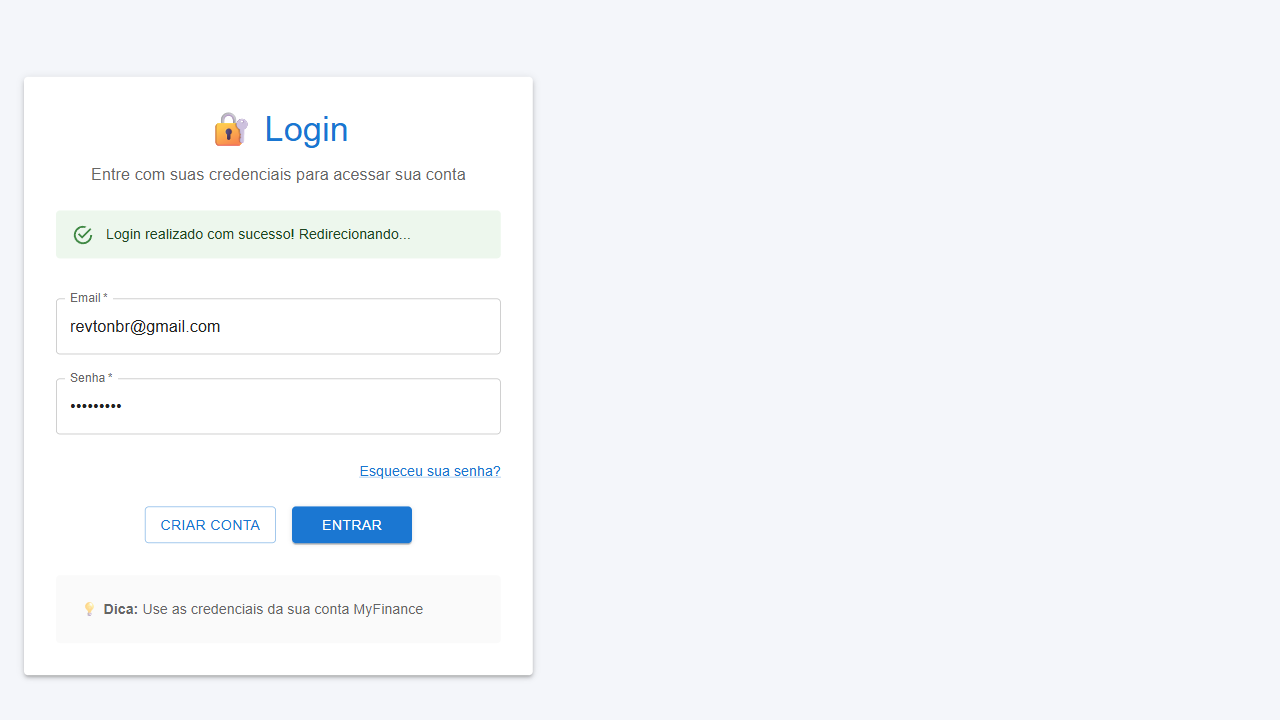 Login
Entre com suas credenciais para acessar sua conta
Login realizado com sucesso! Redirecionando...
Email *
revtonbr@gmail.com
Senha *
•••••••••
Esqueceu sua senha?
CRIAR CONTA
ENTRAR
Dica: Use as credenciais da sua conta MyFinance